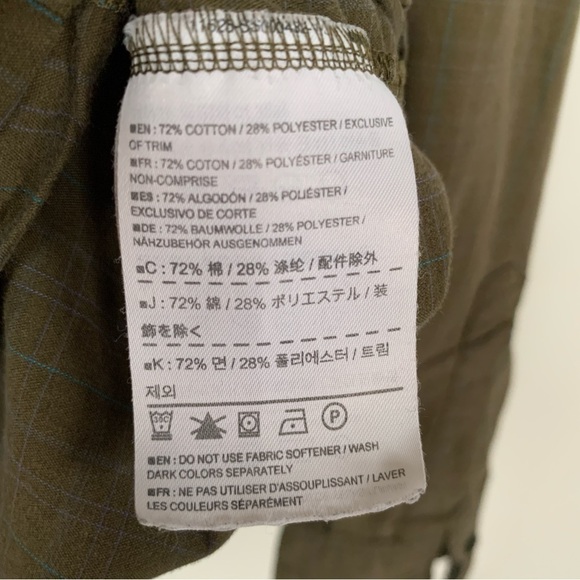 ■EN : 72% COTTON / 28% POLYESTER / EXCLUSIVE
OF TRIM
■FR : 72% COTON / 28% POLYESTER / GARNITURE
NON-COMPRISE
■ES : 72% ALGODÓN / 28% POLIÉSTER /
EXCLUSIVO DE CORTE
■DE : 72% BAUMWOLLE / 28% POLYESTER /
NÄHZUBEHÖR AUSGENOMMEN
■C : 72% 棉 / 28% 涤纶 / 配件除外
■J : 72% 綿 / 28% ポリエステル / 装
飾を除く
■K : 72% 면 / 28% 폴리에스터 / 트림
제외
P
■EN : DO NOT USE FABRIC SOFTENER / WASH
DARK COLORS SEPARATELY
■FR : NE PAS UTILISER D'ASSOUPLISSANT / LAVER
LES COULEURS SÉPARÉMENT